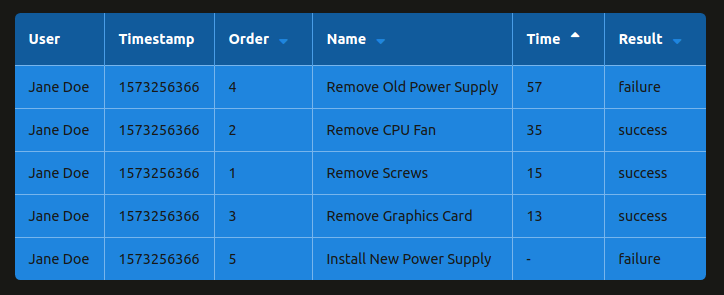 User Timestamp Order Name Time Result
Jane Doe 1573256366 4 Remove Old Power Supply 57 failure
Jane Doe 1573256366 2 Remove CPU Fan 35 success
Jane Doe 1573256366 1 Remove Screws 15 success
Jane Doe 1573256366 3 Remove Graphics Card 13 success
Jane Doe 1573256366 5 Install New Power Supply - failure